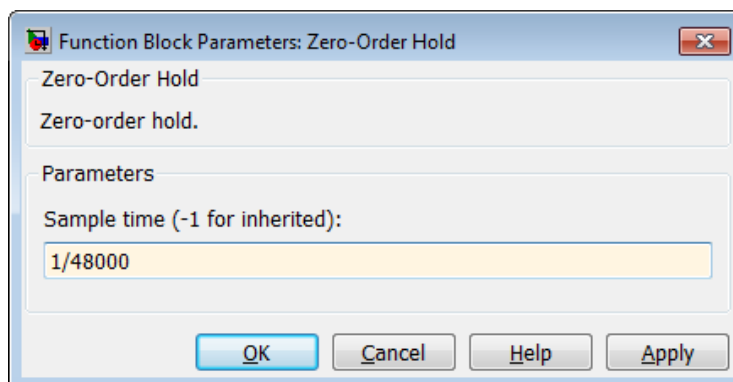 Function Block Parameters: Zero-Order Hold
Zero-Order Hold
Zero-order hold.
Parameters
Sample time (-1 for inherited):
1/48000
OK Cancel Help Apply